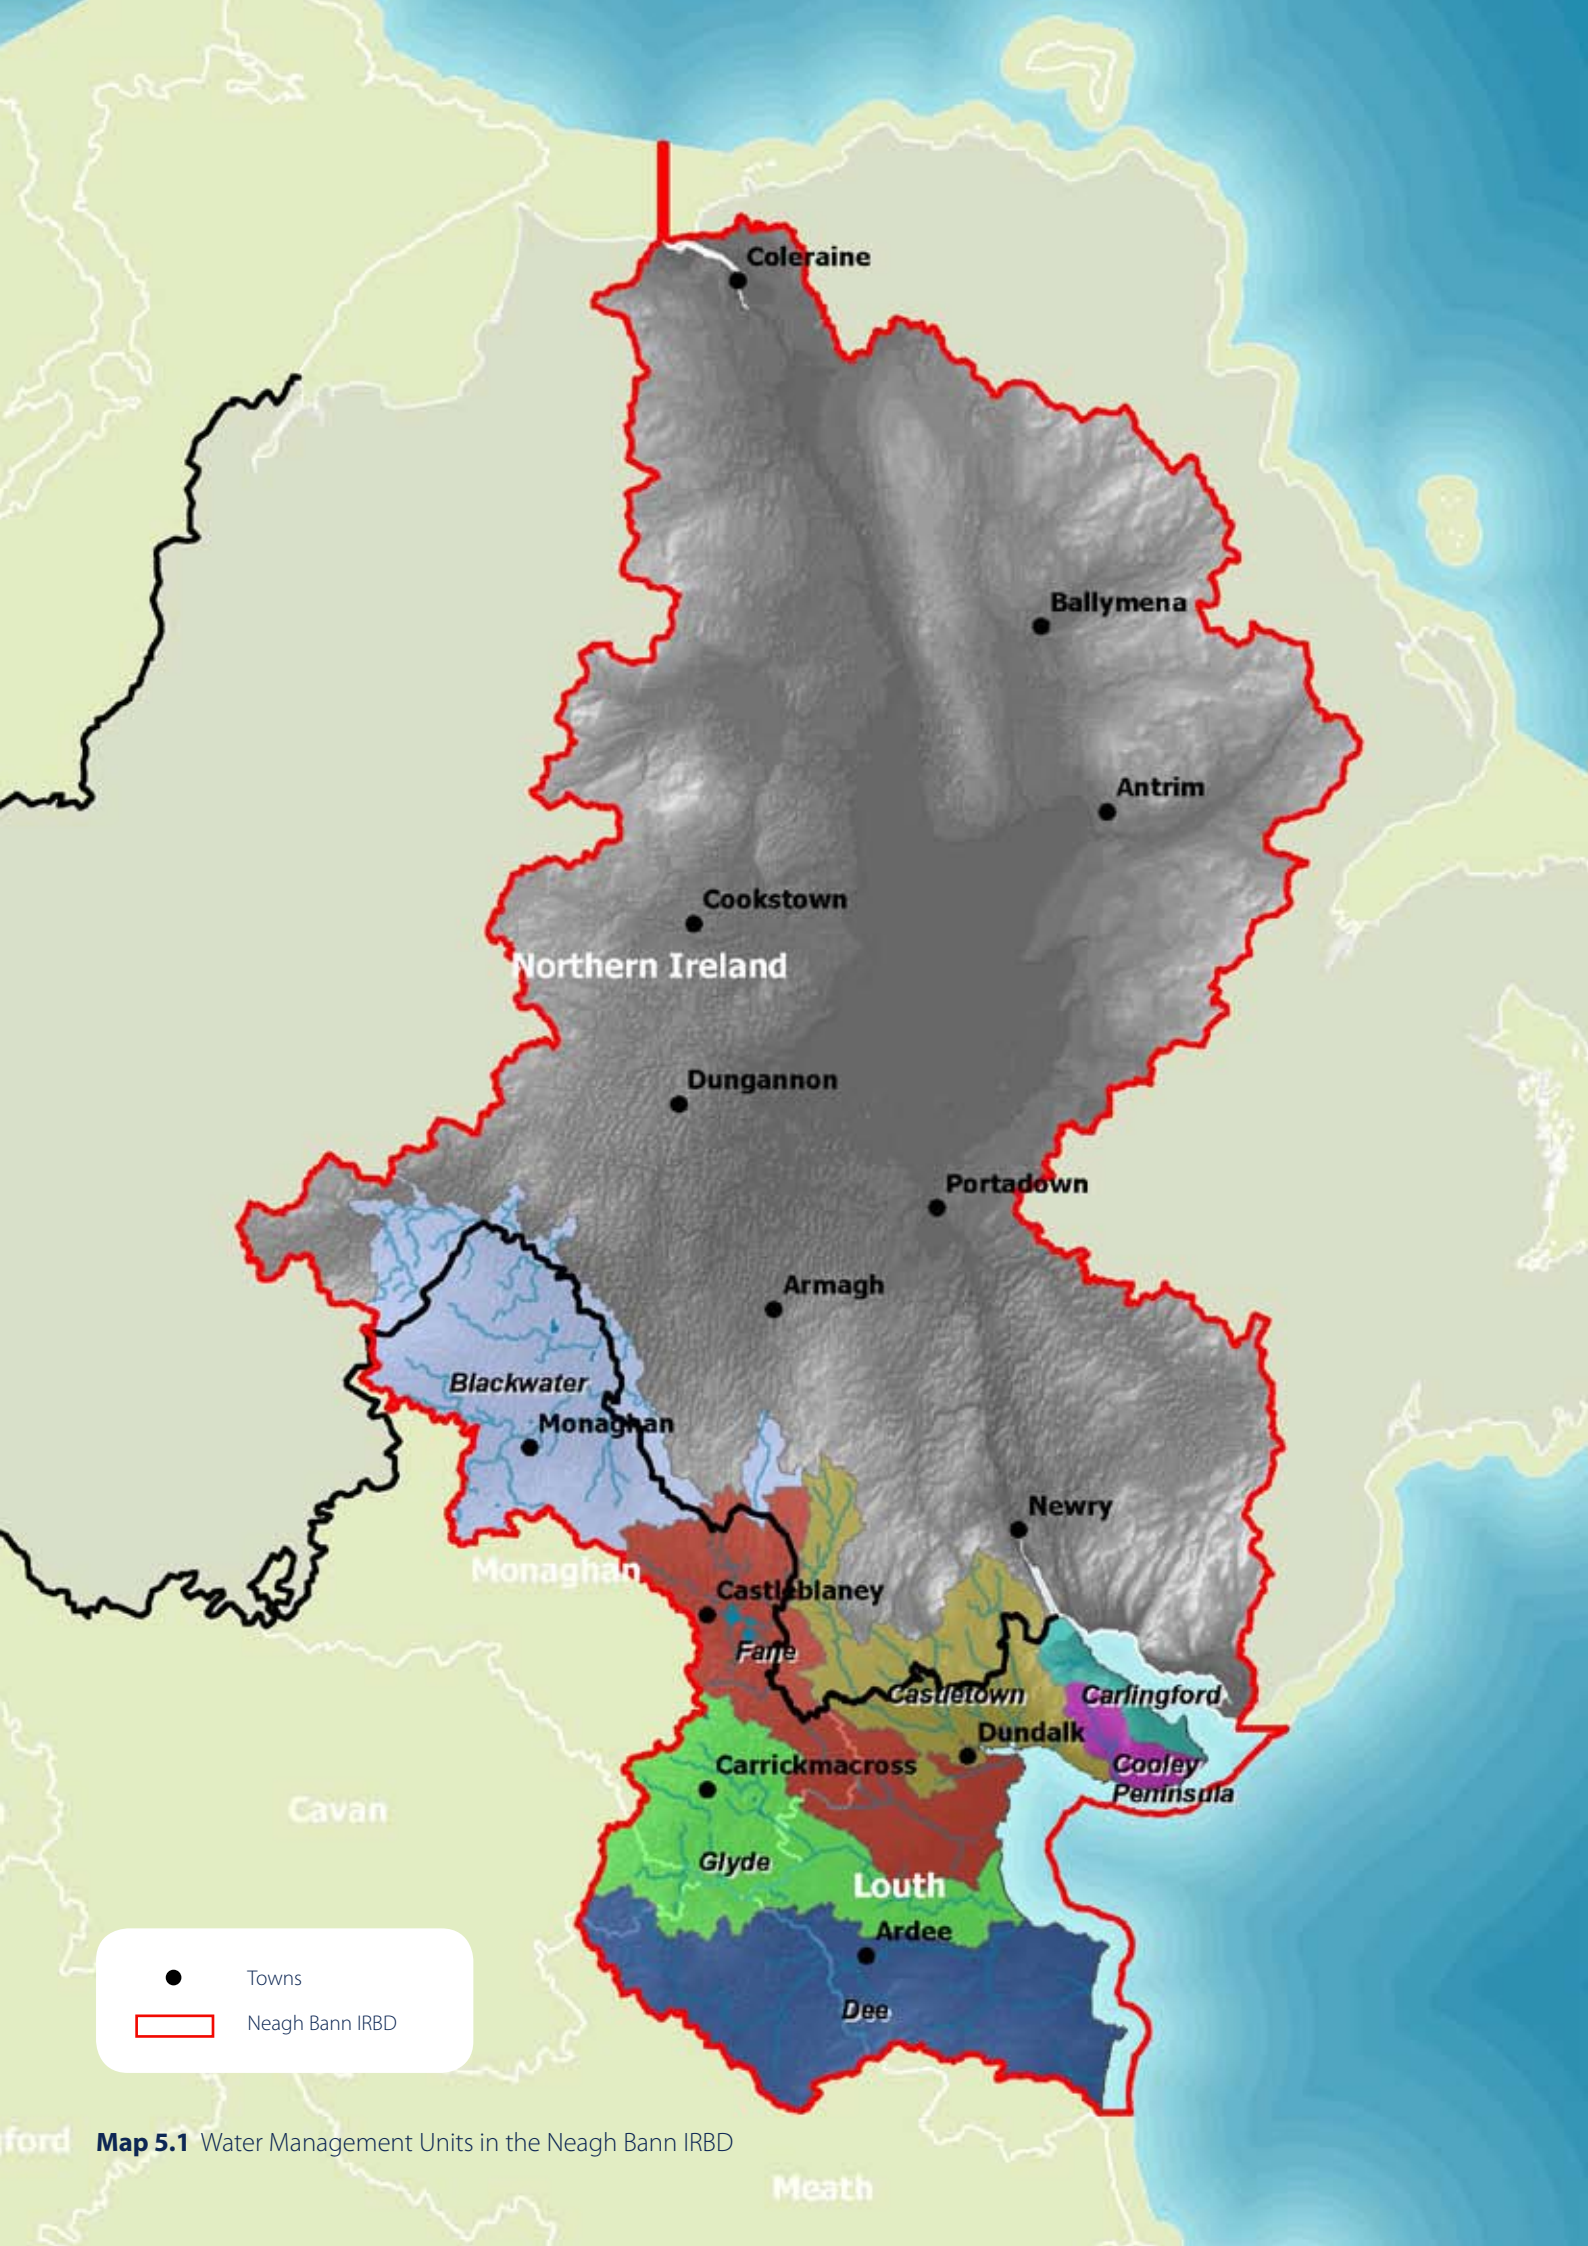 Coleraine
Ballymena
Antrim
Cookstown
Northern Ireland
Dungannon
Portadown
Armagh
Blackwater
Monaghan
Newry
Monaghan
Castleblaney
Fane
Castletown
Carlingford
Dundalk
Carrickmacross
Cooley
Peninsula
Cavan
Glyde
Louth
Ardee
Dee
Towns
Neagh Bann IRBD
ford
Map 5.1 Water Management Units in the Neagh Bann IRBD
Meath